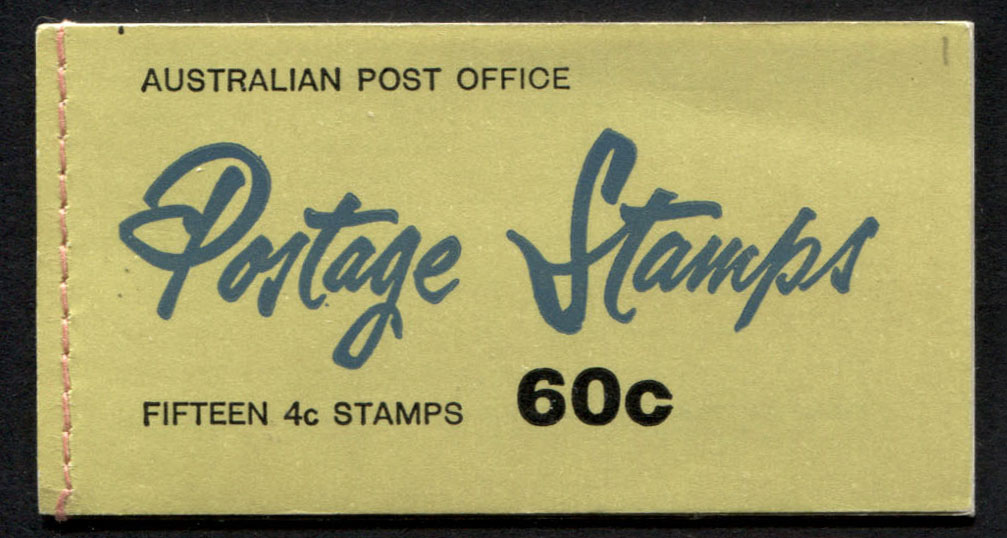 AUSTRALIAN POST OFFICE
Postage Stamps
FIFTEEN 4c STAMPS 60c